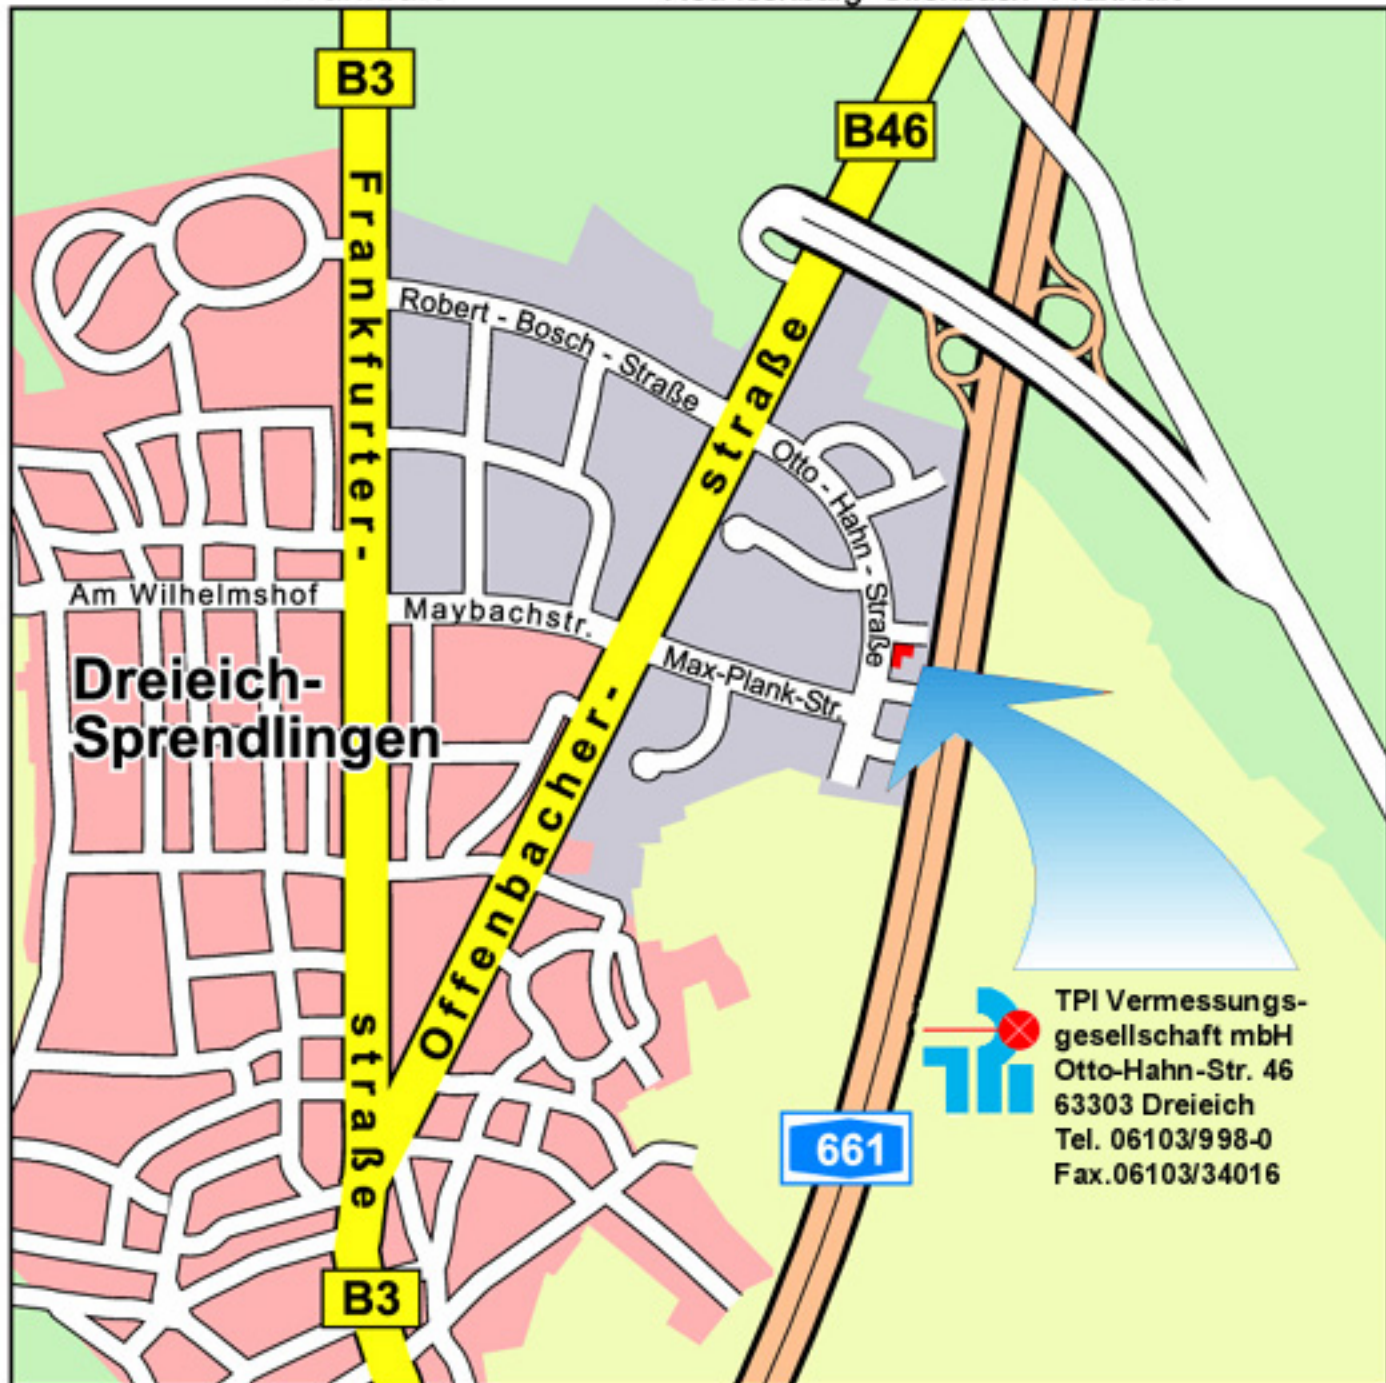 B3
B46
Frankfurter-
straße
Robert - Bosch - Straße
Offenbacher-
straße
Otto - Hahn - Straße
Am Wilhelmshof
Maybachstr.
Max-Plank-Str.
Dreieich-
Sprendlingen
TPI Vermessungs-
gesellschaft mbH
Otto-Hahn-Str. 46
63303 Dreieich
Tel. 06103/998-0
Fax.06103/34016
661
B3